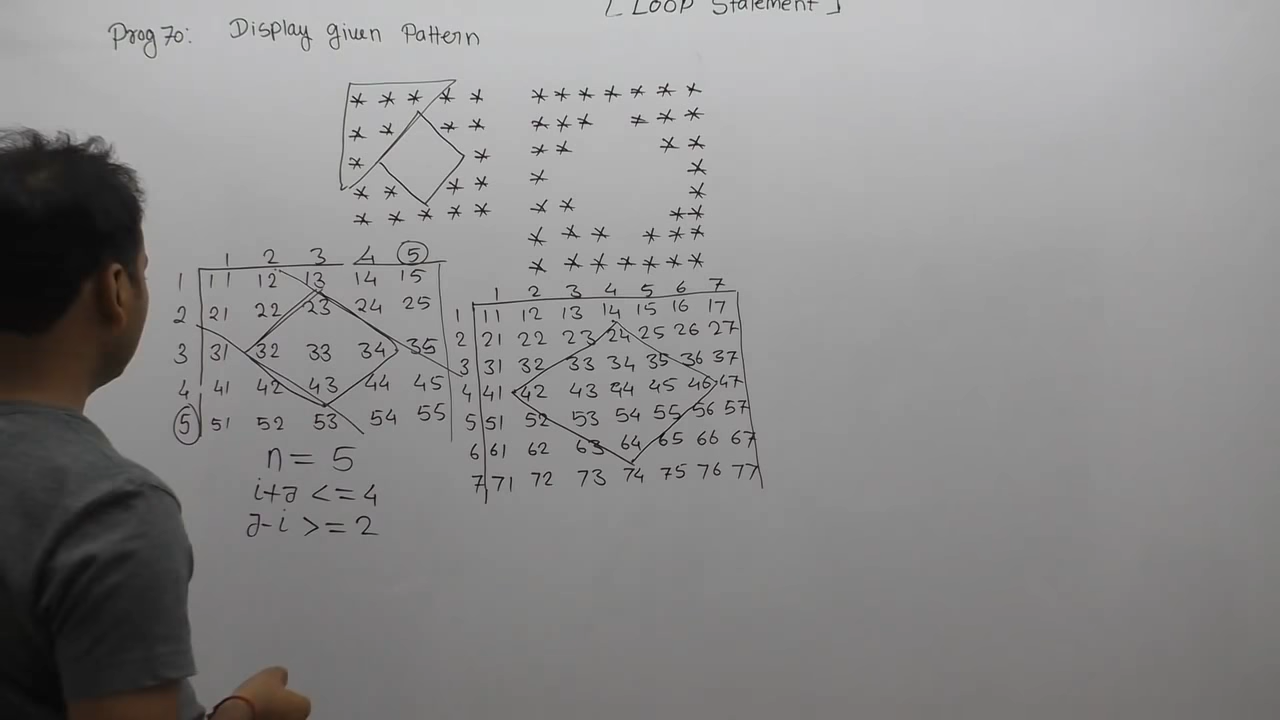 [ Loop Statement ]
Prog 70: Display given Pattern
* * * * *
* * * *
* *
* * * *
* * * * *
* * * * * * *
* * * * * *
* * * *
* *
* *
* * * *
* * * * * *
* * * * * * *
1 2 3 4 5
1 11 12 13 14 15
2 21 22 23 24 25
3 31 32 33 34 35
4 41 42 43 44 45
5 51 52 53 54 55
n = 5
i+j <= 4
j-i >= 2
1 2 3 4 5 6 7
1 11 12 13 14 15 16 17
2 21 22 23 24 25 26 27
3 31 32 33 34 35 36 37
4 41 42 43 44 45 46 47
5 51 52 53 54 55 56 57
6 61 62 63 64 65 66 67
7 71 72 73 74 75 76 77